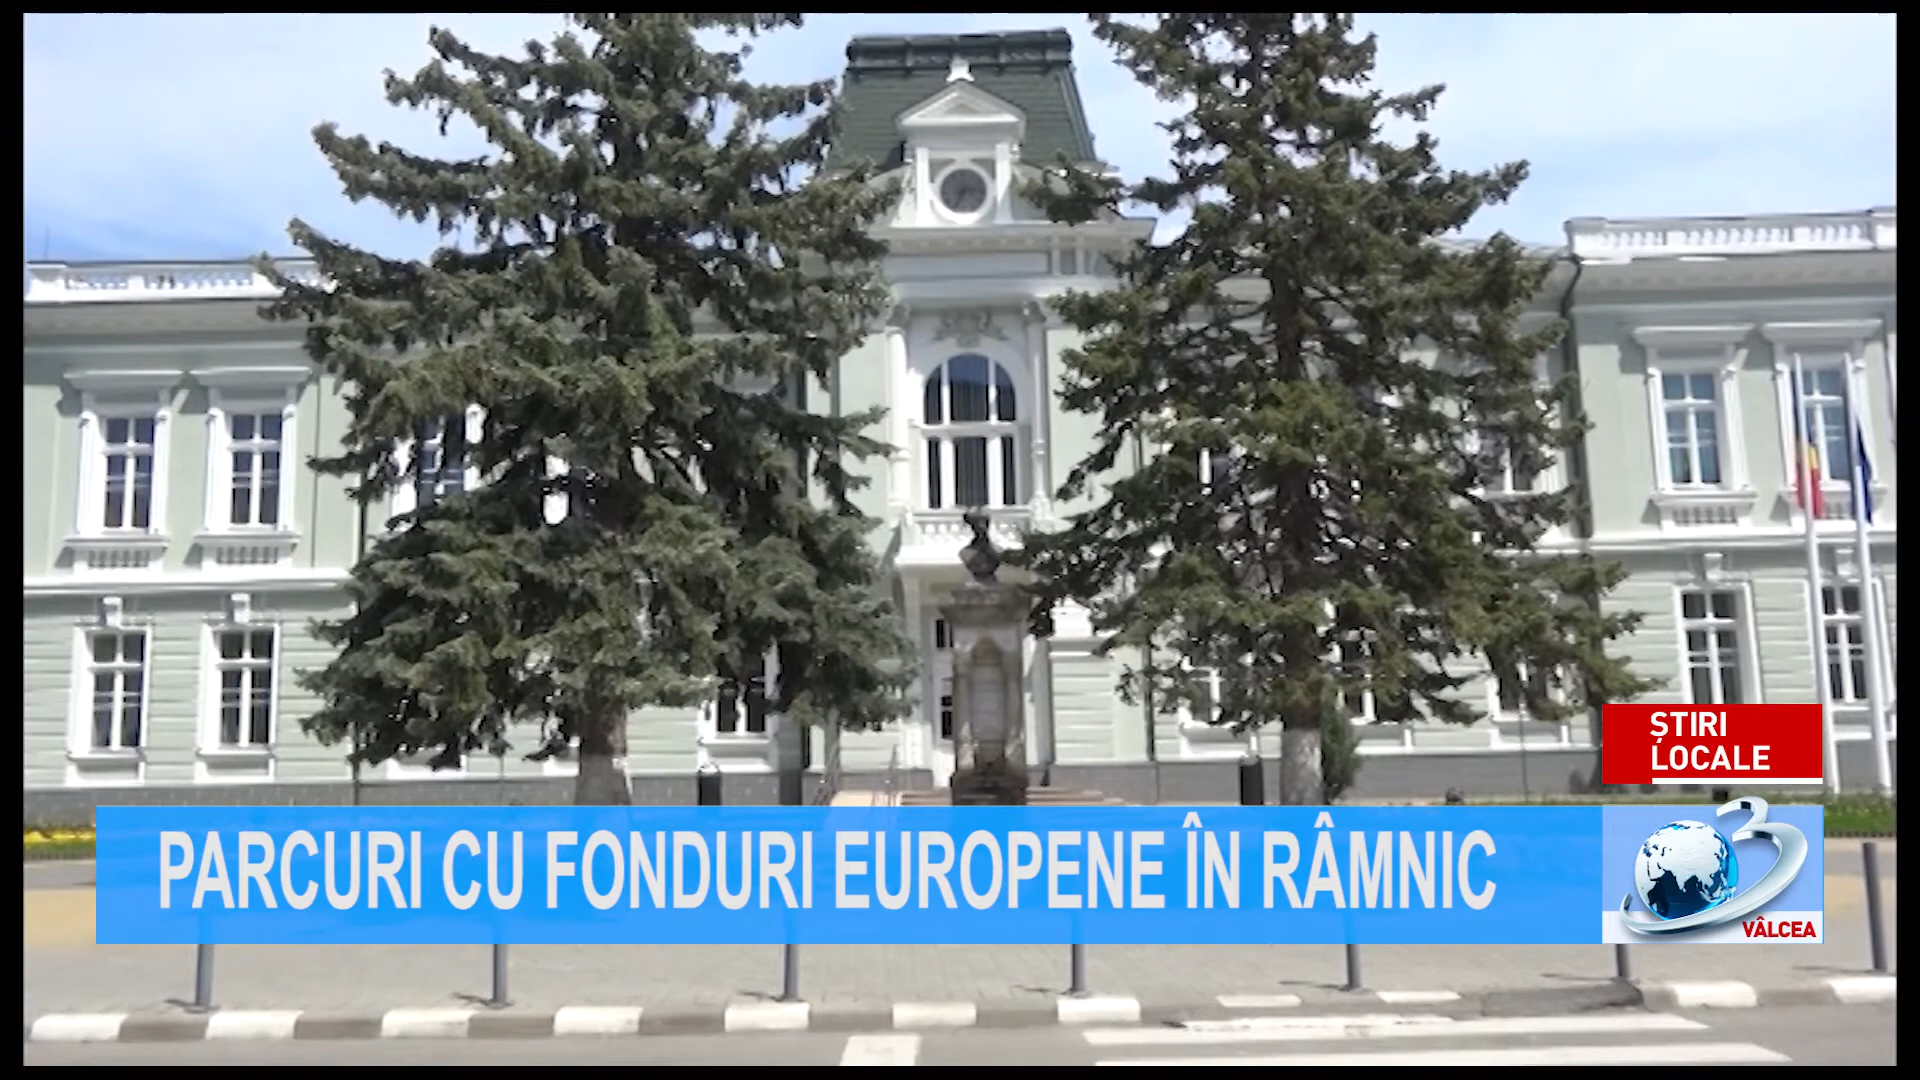 ȘTIRI
LOCALE
PARCURI CU FONDURI EUROPENE ÎN RÂMNIC
3
VÂLCEA